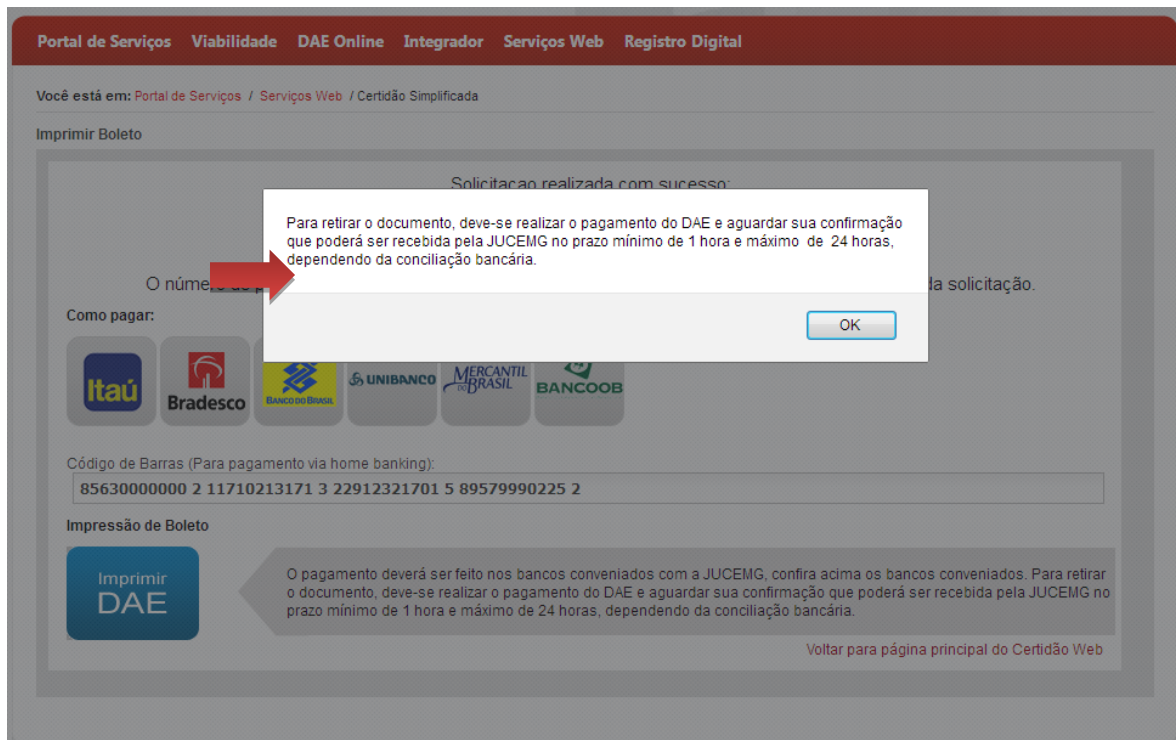 Portal de Serviços Viabilidade DAE Online Integrador Serviços Web Registro Digital
Você está em: Portal de Serviços / Serviços Web / Certidão Simplificada
Imprimir Boleto
Solicitacao realizada com sucesso:
Para retirar o documento, deve-se realizar o pagamento do DAE e aguardar sua confirmação
que poderá ser recebida pela JUCEMG no prazo mínimo de 1 hora e máximo de 24 horas,
dependendo da conciliação bancária.
O número da solicitação.
OK
Como pagar:
Itaú Bradesco BANCO DO BRASIL UNIBANCO MERCANTIL DO BRASIL BANCOOB
Código de Barras (Para pagamento via home banking):
85630000000 2 11710213171 3 22912321701 5 89579990225 2
Impressão de Boleto
Imprimir
DAE
O pagamento deverá ser feito nos bancos conveniados com a JUCEMG, confira acima os bancos conveniados. Para retirar
o documento, deve-se realizar o pagamento do DAE e aguardar sua confirmação que poderá ser recebida pela JUCEMG no
prazo mínimo de 1 hora e máximo de 24 horas, dependendo da conciliação bancária.
Voltar para página principal do Certidão Web